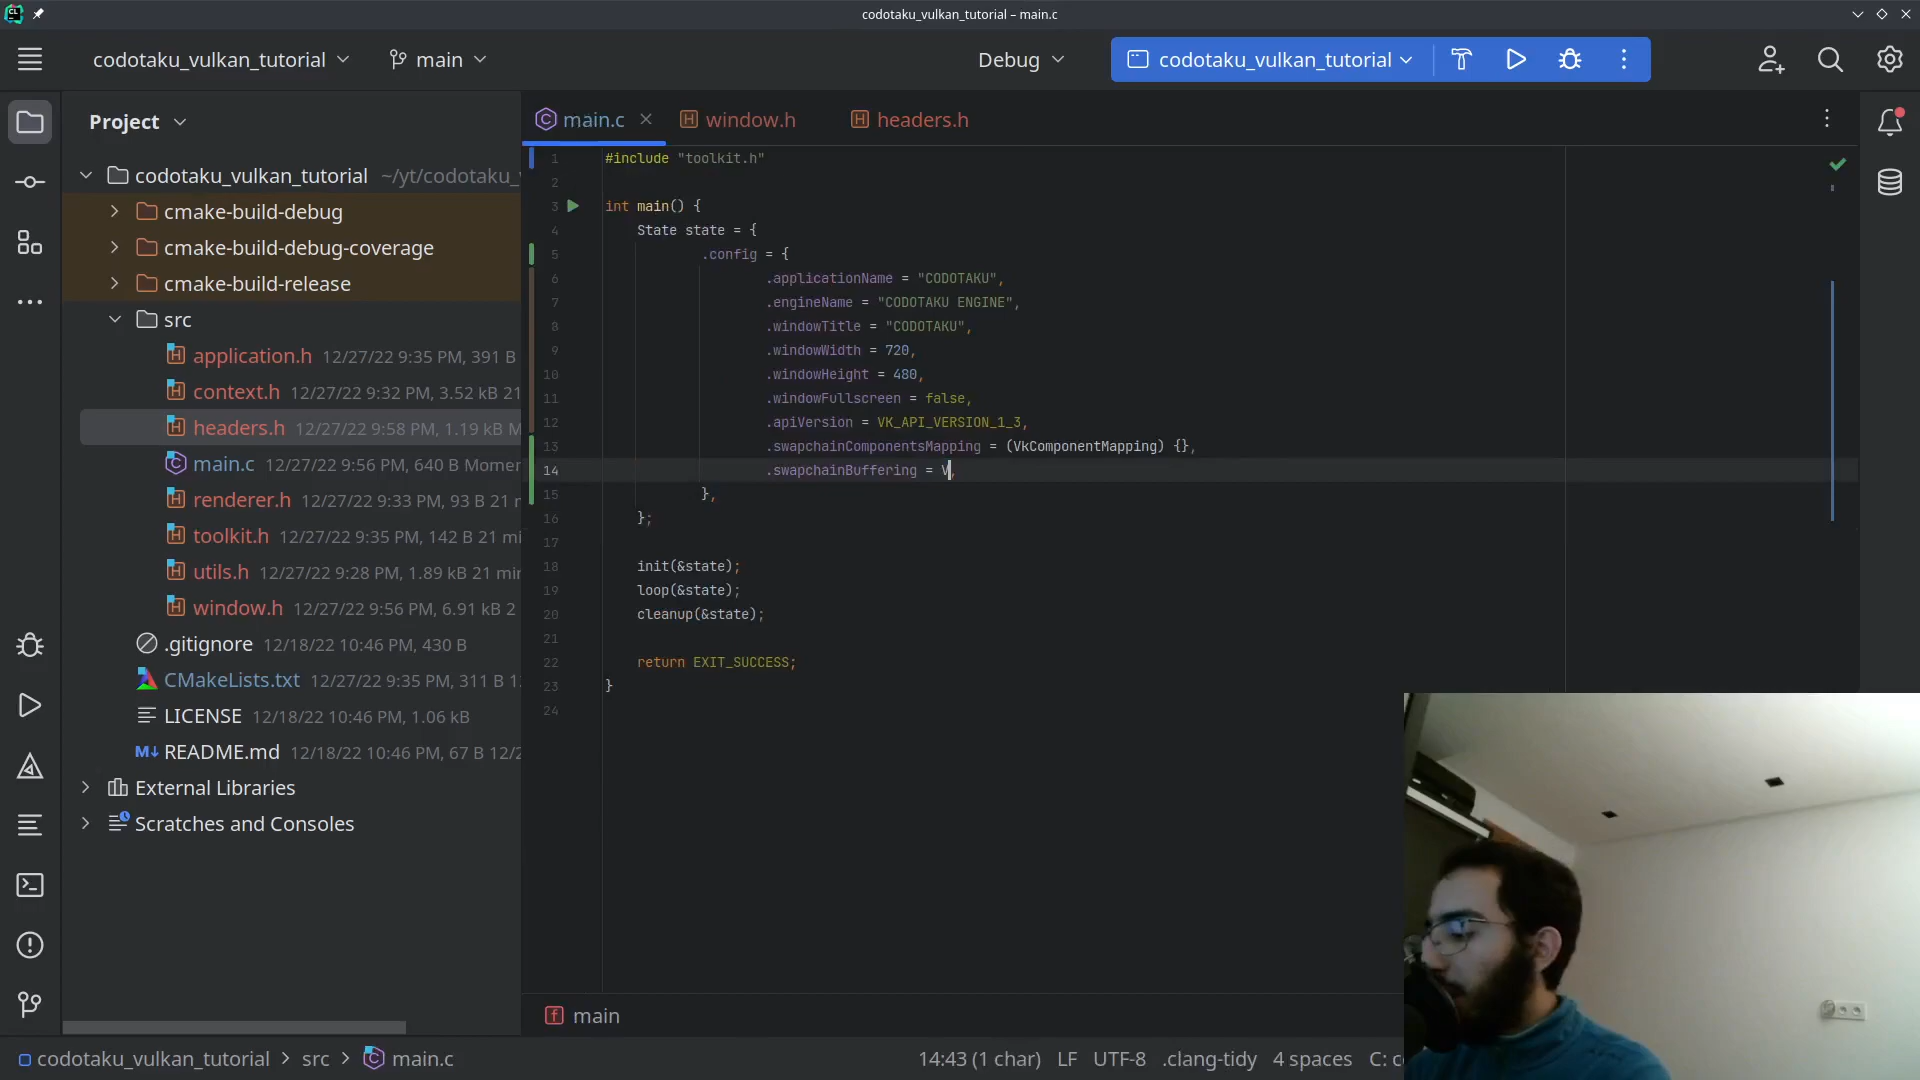 codotaku_vulkan_tutorial – main.c
codotaku_vulkan_tutorial
main
Debug
codotaku_vulkan_tutorial
Project
main.c
window.h
headers.h
codotaku_vulkan_tutorial ~/yt/codotaku_
cmake-build-debug
cmake-build-debug-coverage
cmake-build-release
src
application.h 12/27/22 9:35 PM, 391 B
context.h 12/27/22 9:32 PM, 3.52 kB 21
headers.h 12/27/22 9:58 PM, 1.19 kB M
main.c 12/27/22 9:56 PM, 640 B Momen
renderer.h 12/27/22 9:33 PM, 93 B 21 r
toolkit.h 12/27/22 9:35 PM, 142 B 21 mi
utils.h 12/27/22 9:28 PM, 1.89 kB 21 mir
window.h 12/27/22 9:56 PM, 6.91 kB 2
.gitignore 12/18/22 10:46 PM, 430 B
CMakeLists.txt 12/27/22 9:35 PM, 311 B 1
LICENSE 12/18/22 10:46 PM, 1.06 kB
README.md 12/18/22 10:46 PM, 67 B 12/2
External Libraries
Scratches and Consoles
1 #include "toolkit.h"
2
3 int main() {
4 State state = {
5 .config = {
6 .applicationName = "CODOTAKU",
7 .engineName = "CODOTAKU ENGINE",
8 .windowTitle = "CODOTAKU",
9 .windowWidth = 720,
10 .windowHeight = 480,
11 .windowFullscreen = false,
12 .apiVersion = VK_API_VERSION_1_3,
13 .swapchainComponentsMapping = (VkComponentMapping) {},
14 .swapchainBuffering = V,
15 },
16 };
17
18 init(&state);
19 loop(&state);
20 cleanup(&state);
21
22 return EXIT_SUCCESS;
23 }
24
main
codotaku_vulkan_tutorial > src > main.c
14:43 (1 char) LF UTF-8 .clang-tidy 4 spaces C: c